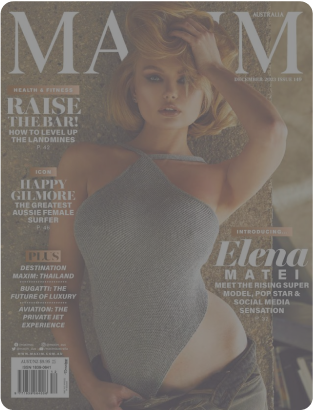 MAXIM
AUSTRALIA
HEALTH & FITNESS
RAISE
THE BAR!
HOW TO LEVEL UP
THE LANDMINES
ICON
HAPPY
GILMORE
THE GREATEST
AUSSIE FEMALE
SURFER
PLUS
DESTINATION
MAXIM: THAILAND
BUGATTI: THE
FUTURE OF LUXURY
AVIATION: THE
PRIVATE JET
EXPERIENCE
www.maxim.com.au
INTRODUCING...
Elena
MATEI
MEET THE RISING SUPER
MODEL, POP STAR &
SOCIAL MEDIA
SENSATION